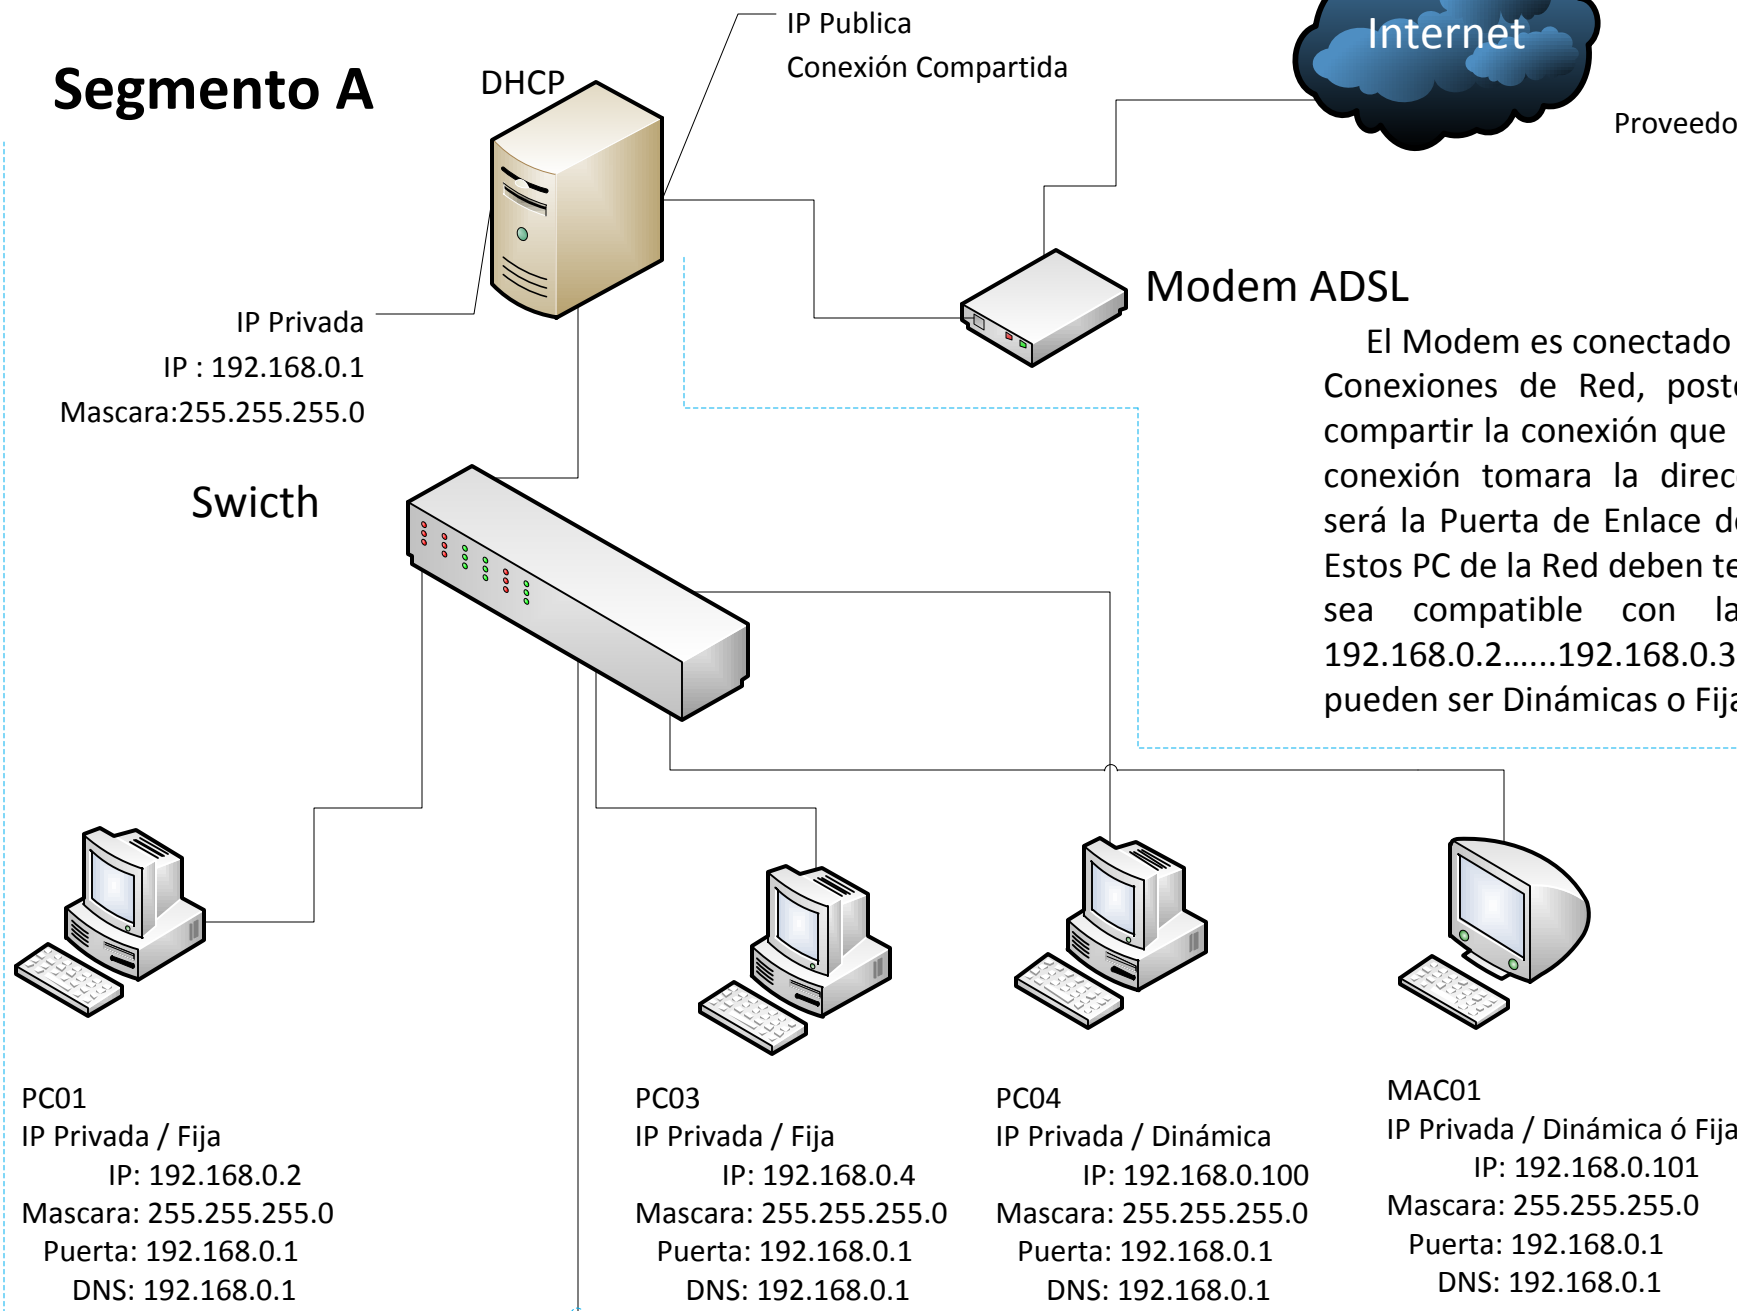 IP Publica
Conexión Compartida
Internet
Segmento A
DHCP
Proveedo
Modem ADSL
IP Privada
IP : 192.168.0.1
Mascara:255.255.255.0
El Modem es conectado
Conexiones de Red, poste
compartir la conexión que
conexión tomara la direc
será la Puerta de Enlace de
Estos PC de la Red deben te
sea compatible con la
192.168.0.2......192.168.0.3
pueden ser Dinámicas o Fija
Swicth
PC01
IP Privada / Fija
IP: 192.168.0.2
Mascara: 255.255.255.0
Puerta: 192.168.0.1
DNS: 192.168.0.1
PC03
IP Privada / Fija
IP: 192.168.0.4
Mascara: 255.255.255.0
Puerta: 192.168.0.1
DNS: 192.168.0.1
PC04
IP Privada / Dinámica
IP: 192.168.0.100
Mascara: 255.255.255.0
Puerta: 192.168.0.1
DNS: 192.168.0.1
MAC01
IP Privada / Dinámica ó Fija
IP: 192.168.0.101
Mascara: 255.255.255.0
Puerta: 192.168.0.1
DNS: 192.168.0.1